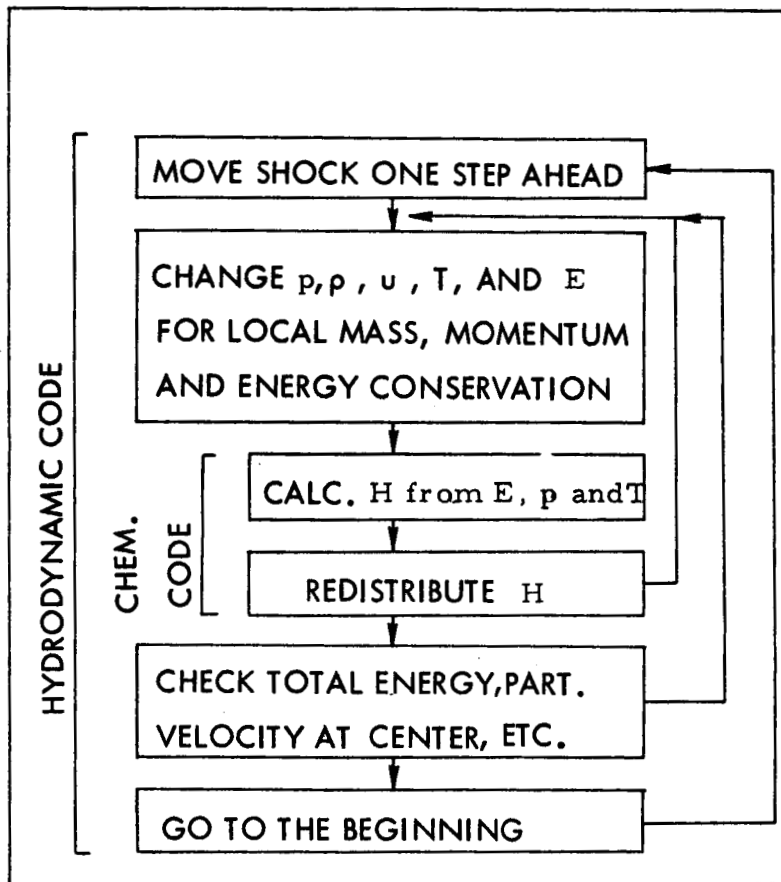 MOVE SHOCK ONE STEP AHEAD
CHANGE p, ρ, u, T, AND E
FOR LOCAL MASS, MOMENTUM
AND ENERGY CONSERVATION
CALC. H from E, p and T
REDISTRIBUTE H
CHECK TOTAL ENERGY, PART.
VELOCITY AT CENTER, ETC.
GO TO THE BEGINNING
HYDRODYNAMIC CODE
CHEM.
CODE